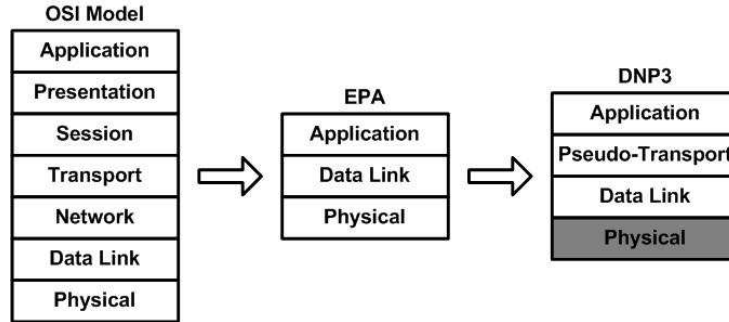 OSI Model
Application
Presentation
Session
Transport
Network
Data Link
Physical
EPA
Application
Data Link
Physical
DNP3
Application
Pseudo-Transport
Data Link
Physical